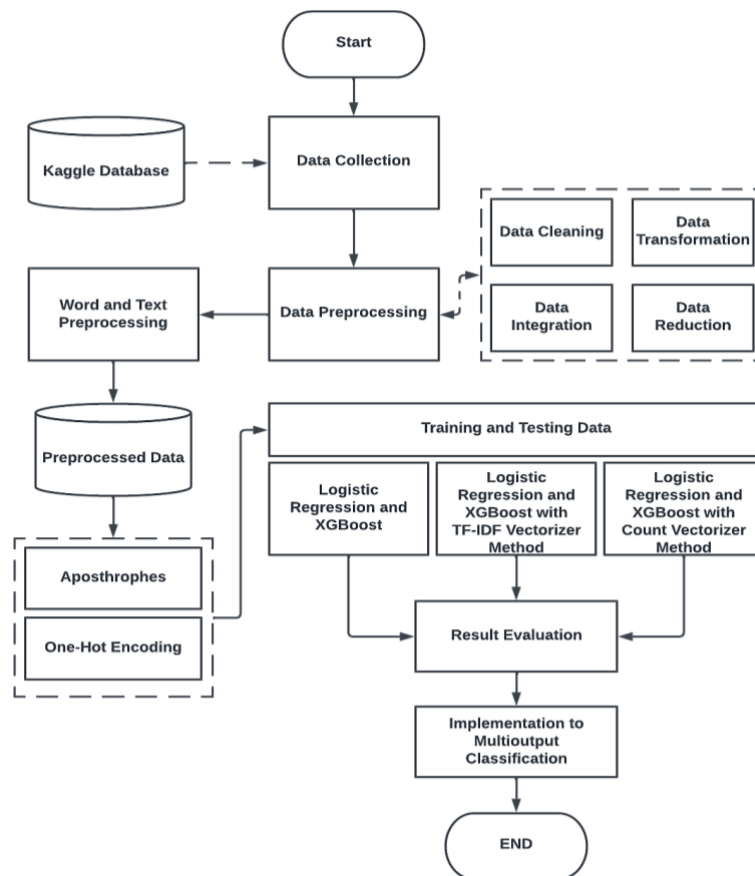 Start
Kaggle Database
Data Collection
Data Cleaning
Data
Transformation
Data
Integration
Data
Reduction
Word and Text
Preprocessing
Data Preprocessing
Preprocessed Data
Training and Testing Data
Logistic
Regression and
XGBoost
Logistic
Regression and
XGBoost with
TF-IDF Vectorizer
Method
Logistic
Regression and
XGBoost with
Count Vectorizer
Method
Aposthrophes
One-Hot Encoding
Result Evaluation
Implementation to
Multioutput
Classification
END